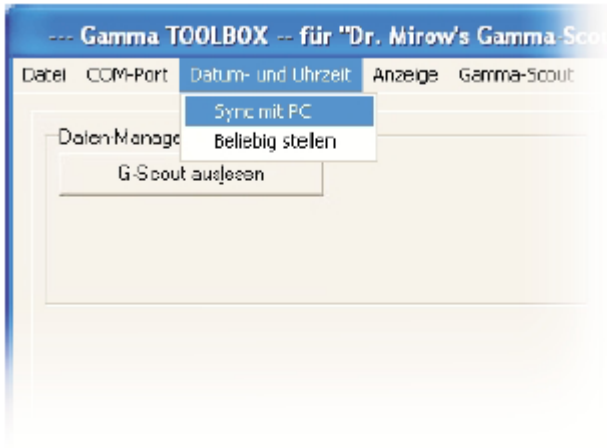 --- Gamma TOOLBOX -- für "Dr. Mirow's Gamma-Sco
Datei COM-Port Datum- und Uhrzeit Anzeige Gamma-Scout
Sync mit PC
Beliebig stellen
Daten-Manage
G-Scout auslesen